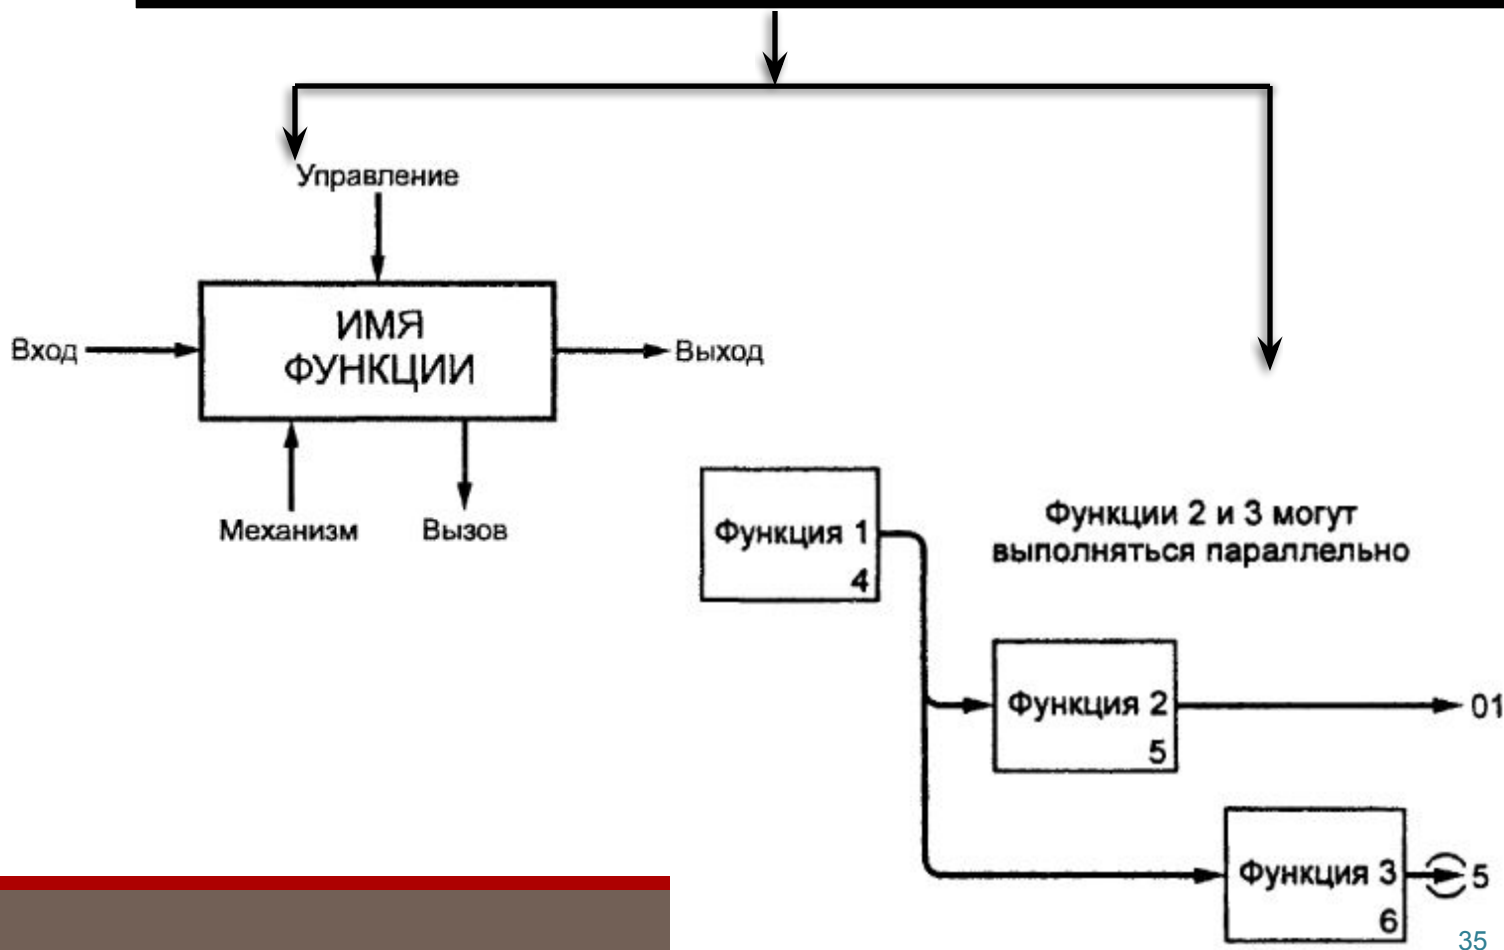 Управление
ИМЯ
ФУНКЦИИ
Вход
Выход
Механизм
Вызов
Функция 1
4
Функции 2 и 3 могут
выполняться параллельно
Функция 2
5
01
Функция 3
6
5
35